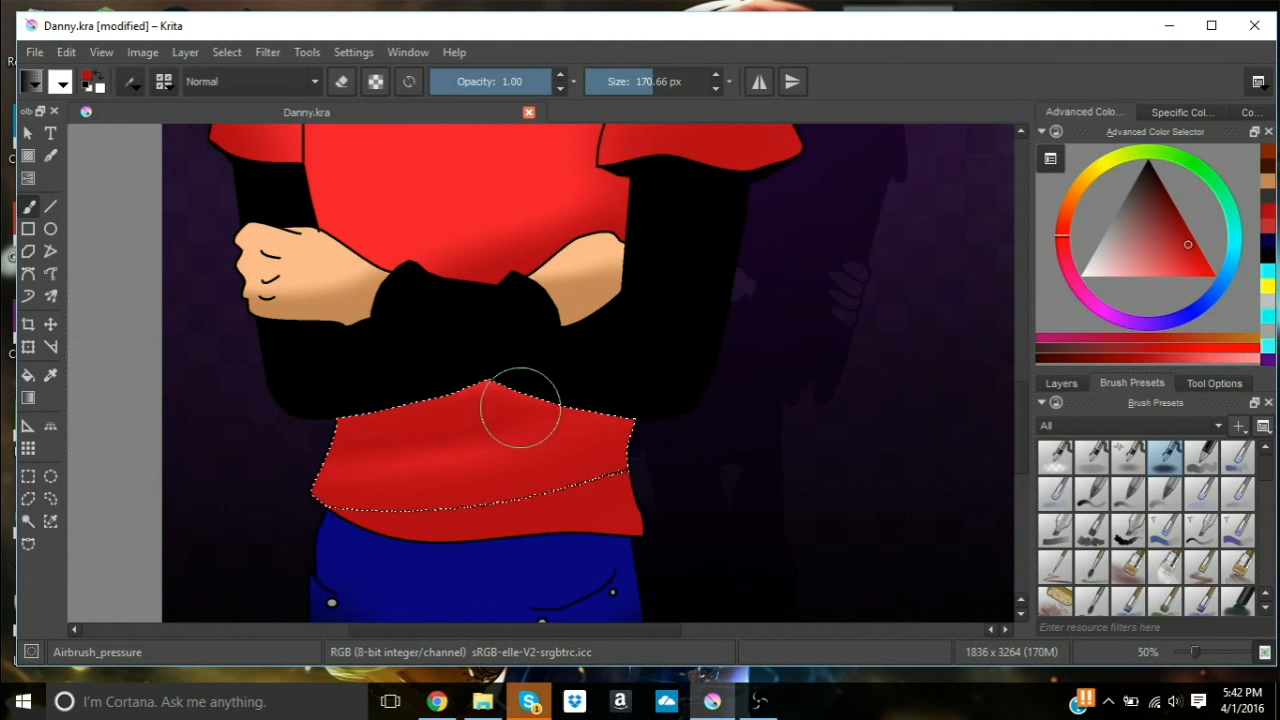 Danny.kra [modified] – Krita
File Edit View Image Layer Select Filter Tools Settings Window Help
Normal Opacity: 1.00 Size: 170.66 px
Danny.kra
Advanced Colo... Specific Col... Co...
Advanced Color Selector
Layers Brush Presets Tool Options
Brush Presets
All
Enter resource filters here
Airbrush_pressure RGB (8-bit integer/channel) sRGB-elle-V2-srgbtrc.icc 1836 x 3264 (170M) 50%
I'm Cortana. Ask me anything.
5:42 PM
4/1/2016